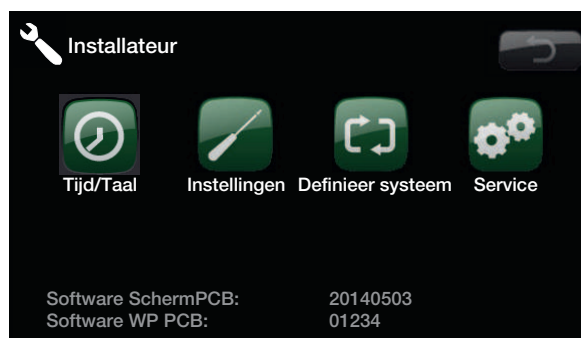 Installateur
Tijd/Taal Instellingen Definieer systeem Service
Software SchermPCB: 20140503
Software WP PCB: 01234